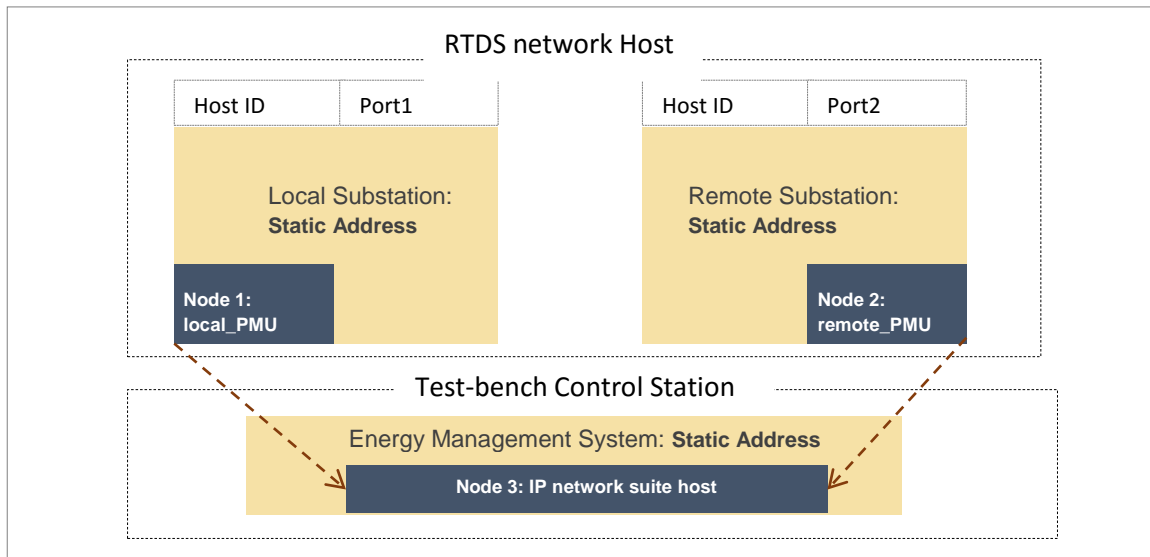 RTDS network Host
Host ID
Port1
Host ID
Port2
Local Substation:
Static Address
Remote Substation:
Static Address
Node 1:
local_PMU
Node 2:
remote_PMU
Test-bench Control Station
Energy Management System: Static Address
Node 3: IP network suite host